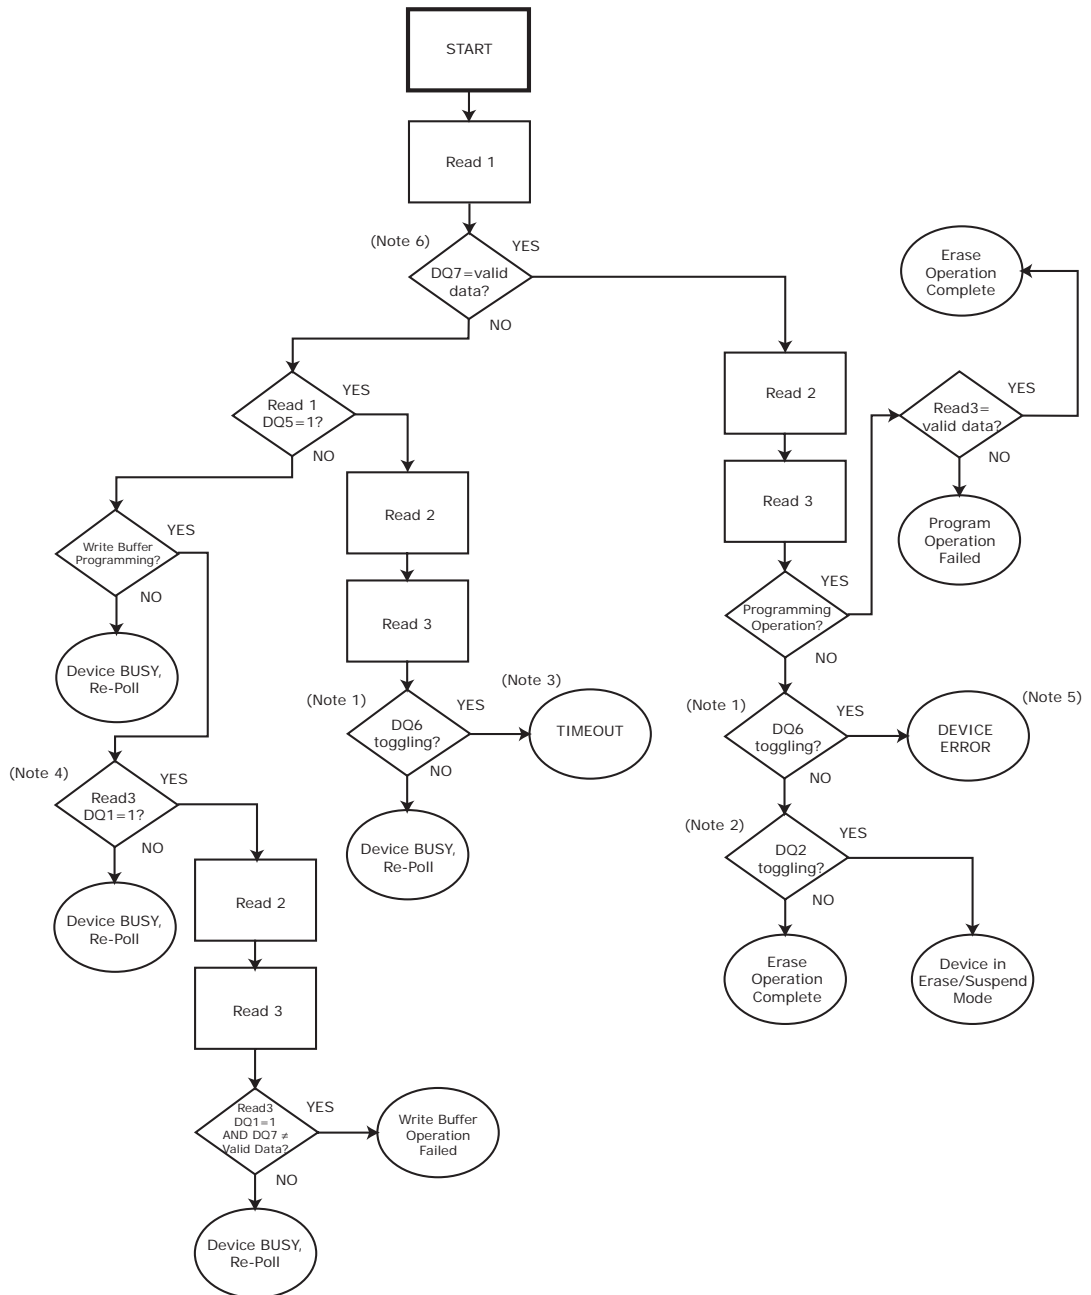 START
Read 1
(Note 6)
YES
DQ7=valid
data?
NO
Erase
Operation
Complete
YES
Read 1
DQ5=1?
NO
Read 2
YES
Read3=
valid data?
NO
Read 3
Program
Operation
Failed
YES
Write Buffer
Programming?
NO
Read 2
Device BUSY,
Re-Poll
Read 3
YES
Programming
Operation?
NO
(Note 1)
YES
(Note 3)
DQ6
toggling?
NO
TIMEOUT
(Note 1)
YES
DQ6
toggling?
NO
DEVICE
ERROR
(Note 5)
(Note 4)
YES
Read3
DQ1=1?
NO
Device BUSY,
Re-Poll
(Note 2)
YES
DQ2
toggling?
NO
Device BUSY,
Re-Poll
Read 2
Read 3
Erase
Operation
Complete
Device in
Erase/Suspend
Mode
YES
Read3
DQ1=1
AND DQ7 ≠
Valid Data?
NO
Write Buffer
Operation
Failed
Device BUSY,
Re-Poll